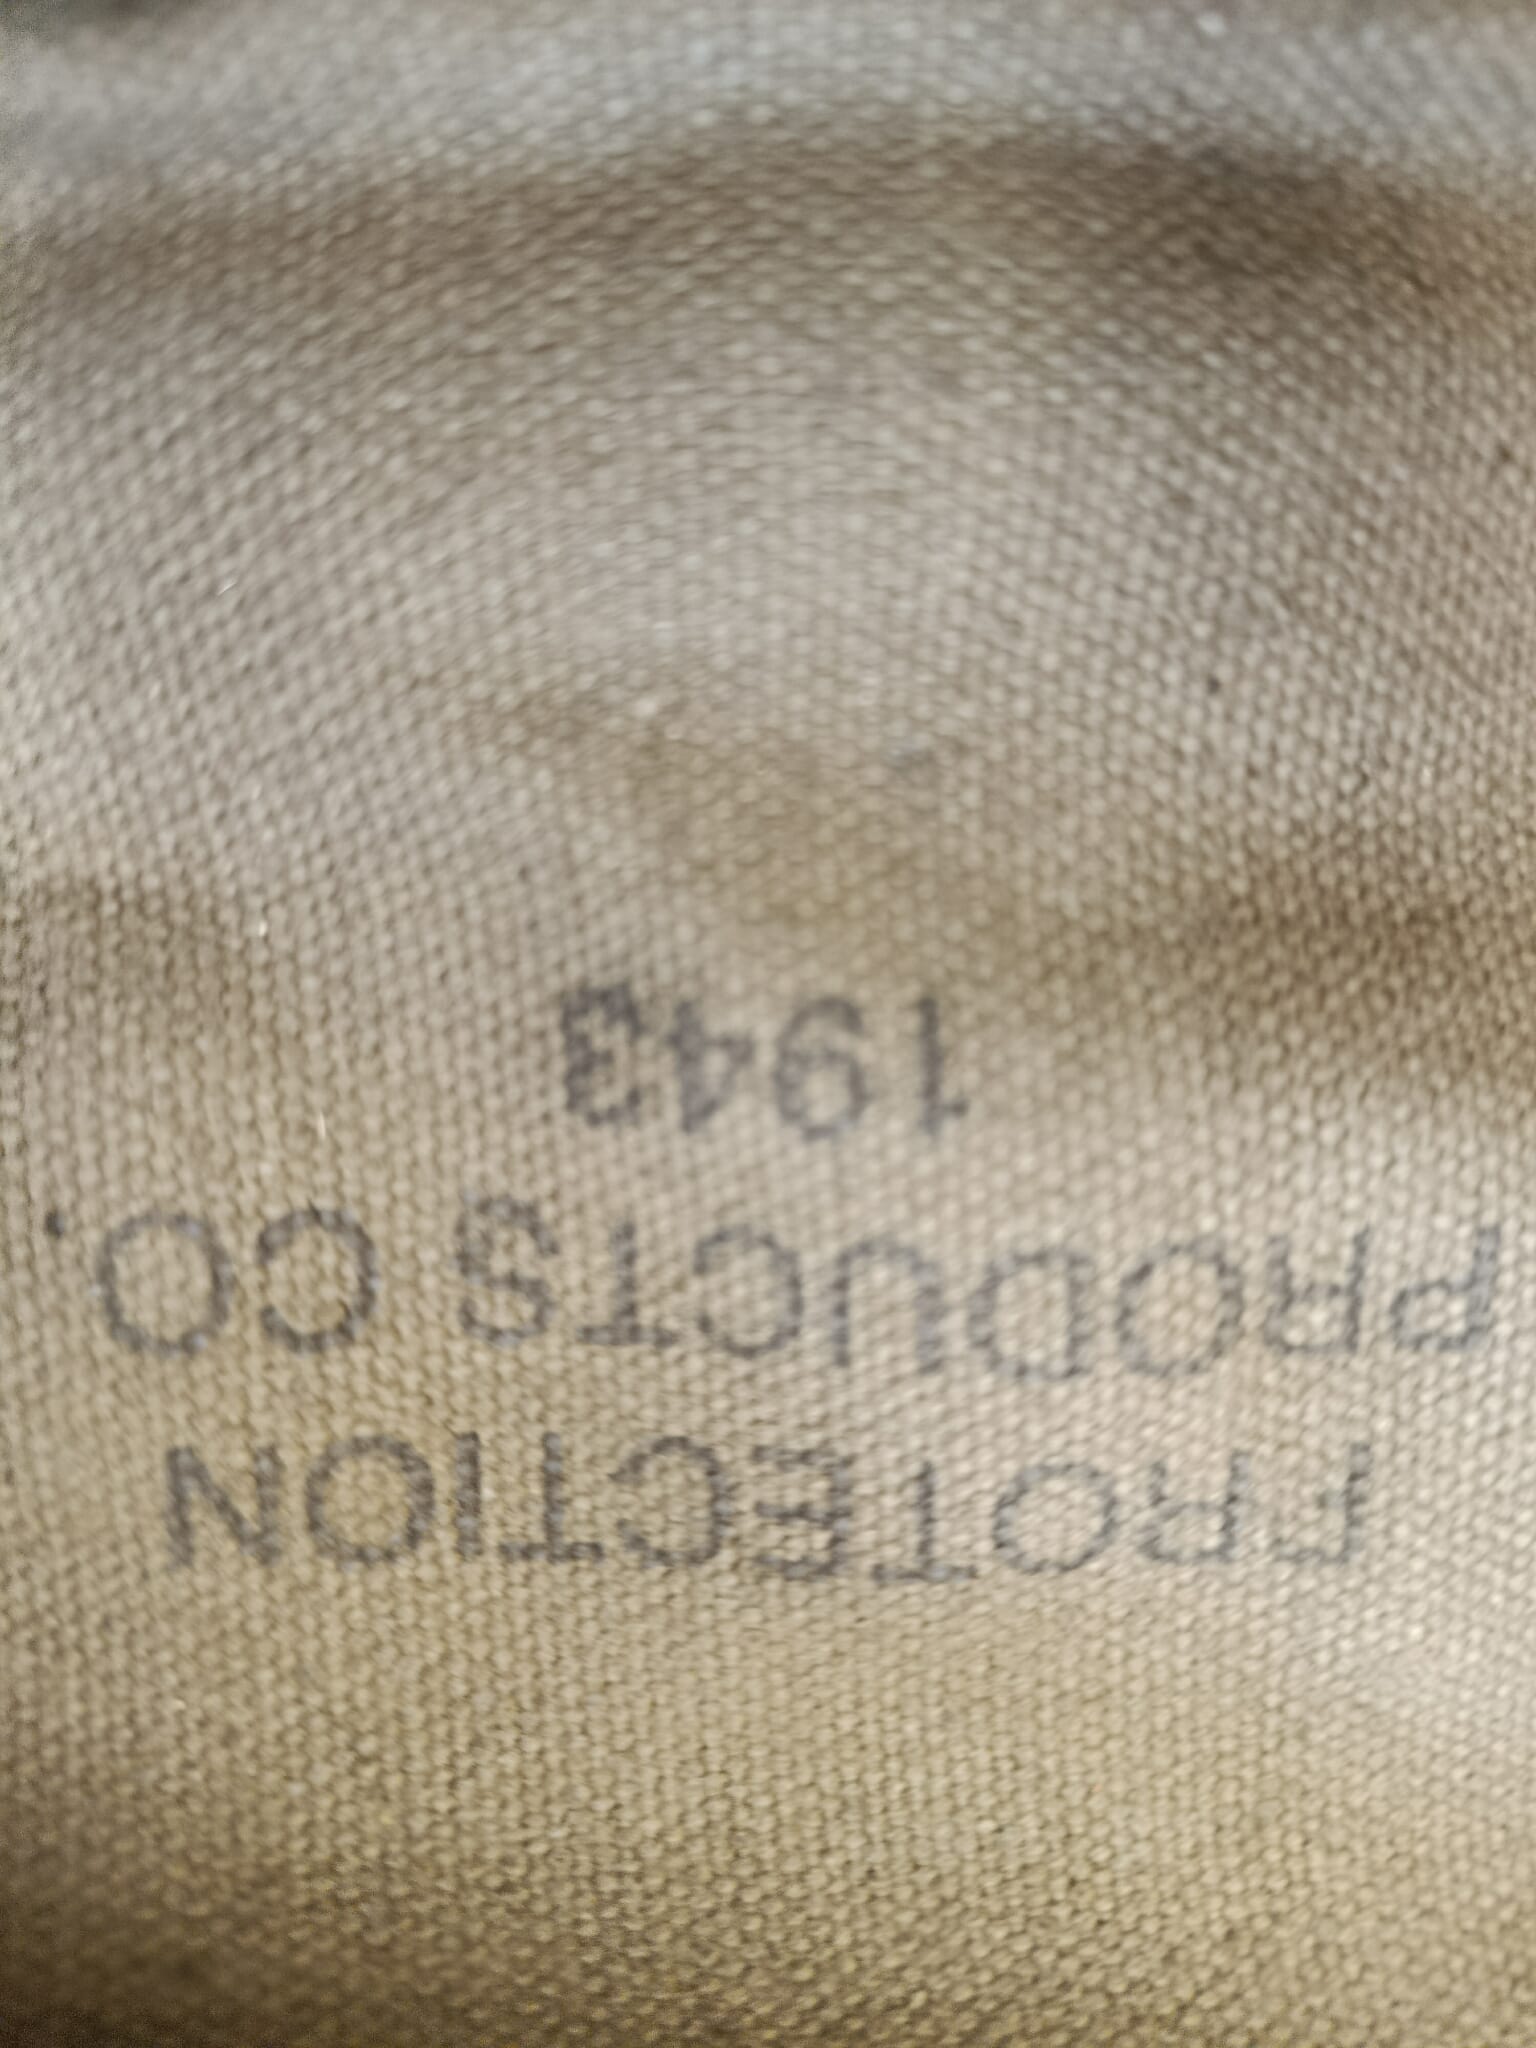 PROTECTION
PRODUCTS CO.
1943